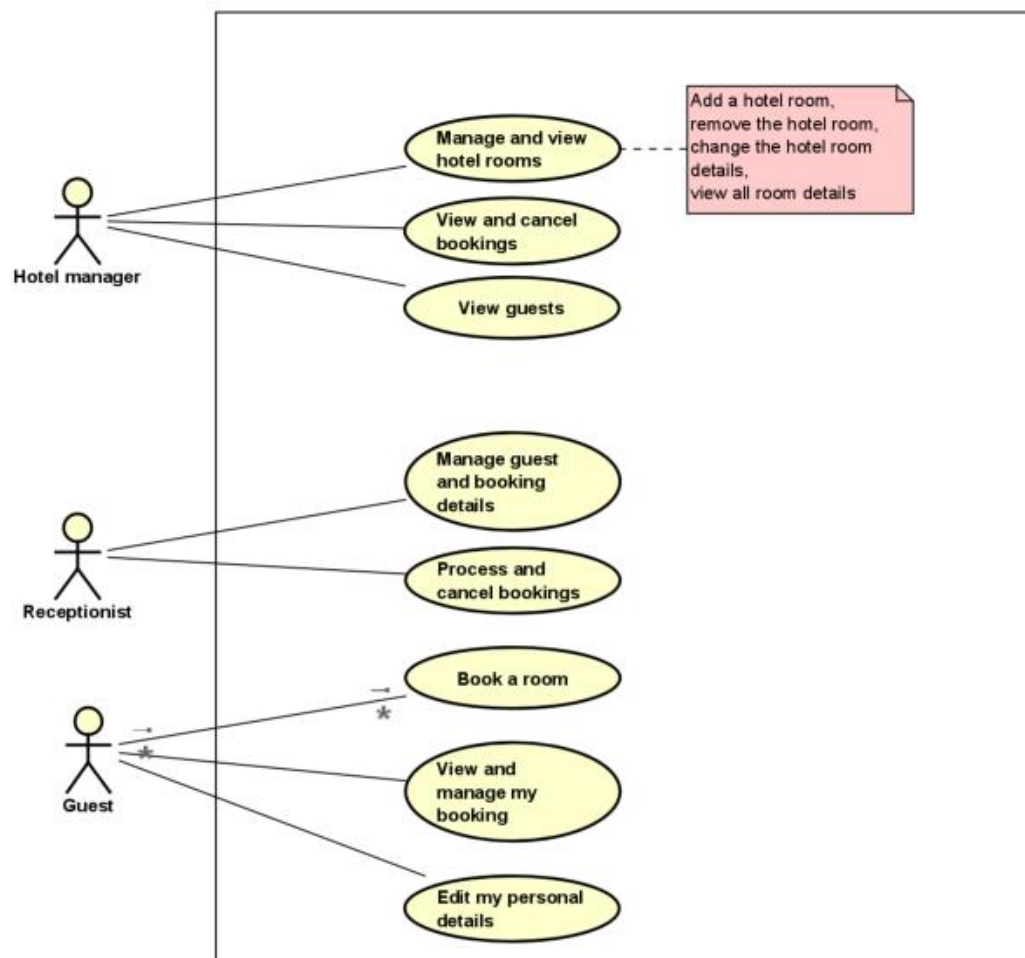 Add a hotel room,
remove the hotel room,
change the hotel room
details,
view all room details
Manage and view
hotel rooms
View and cancel
bookings
Hotel manager
View guests
Manage guest
and booking
details
Process and
cancel bookings
Receptionist
Book a room
*
*
View and
manage my
booking
Guest
Edit my personal
details